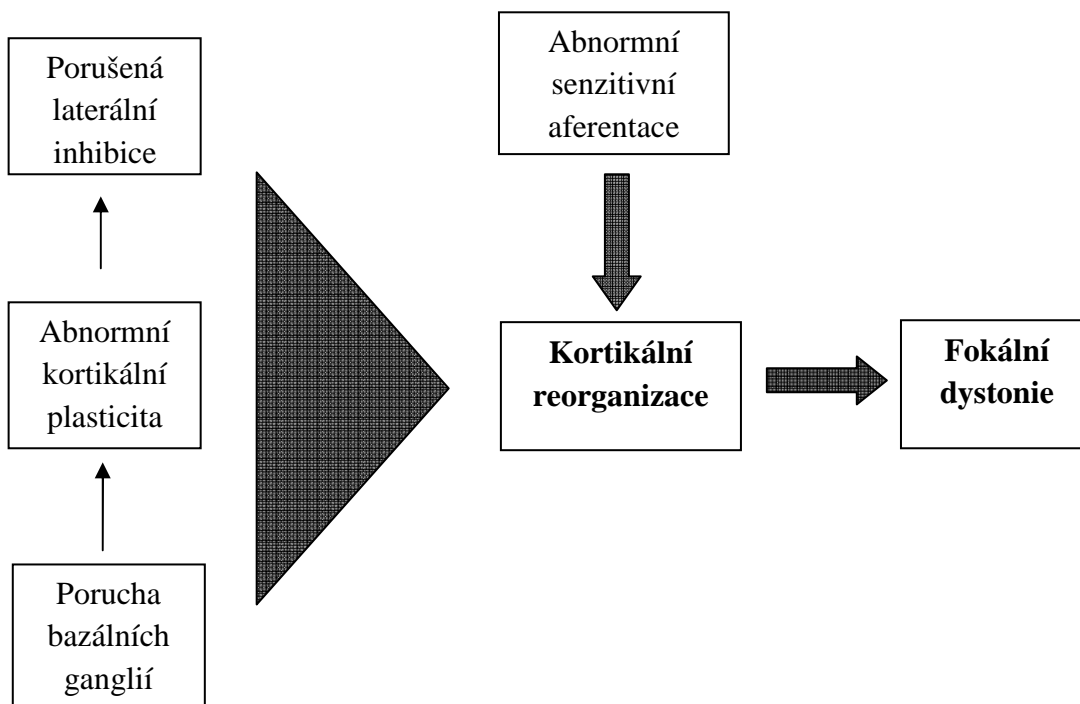 Porušená
laterální
inhibice
Abnormní
senzitivní
aferentace
Abnormní
kortikální
plasticita
Kortikální
reorganizace
Fokální
dystonie
Porucha
bazálních
ganglií